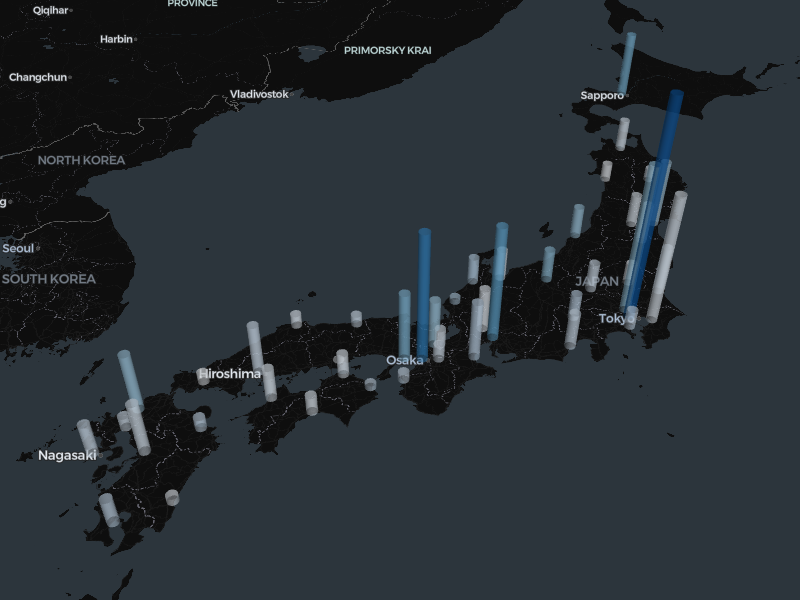 PROVINCE
Qiqihar
Harbin
PRIMORSKY KRAI
Changchun
Vladivostok
Sapporo
NORTH KOREA
Seoul
SOUTH KOREA
JAPAN
Tokyo
Osaka
Hiroshima
Nagasaki